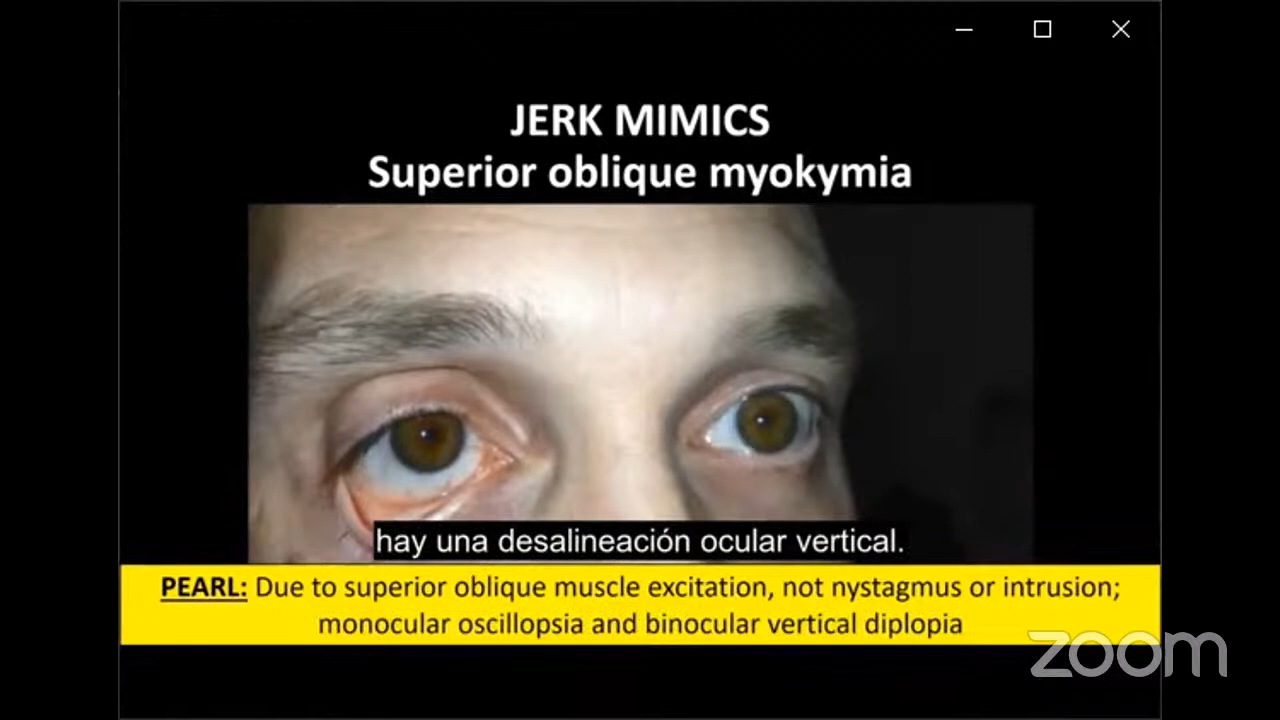 JERK MIMICS
Superior oblique myokymia
hay una desalineación ocular vertical.
PEARL: Due to superior oblique muscle excitation, not nystagmus or intrusion;
monocular oscillopsia and binocular vertical diplopia
zoom